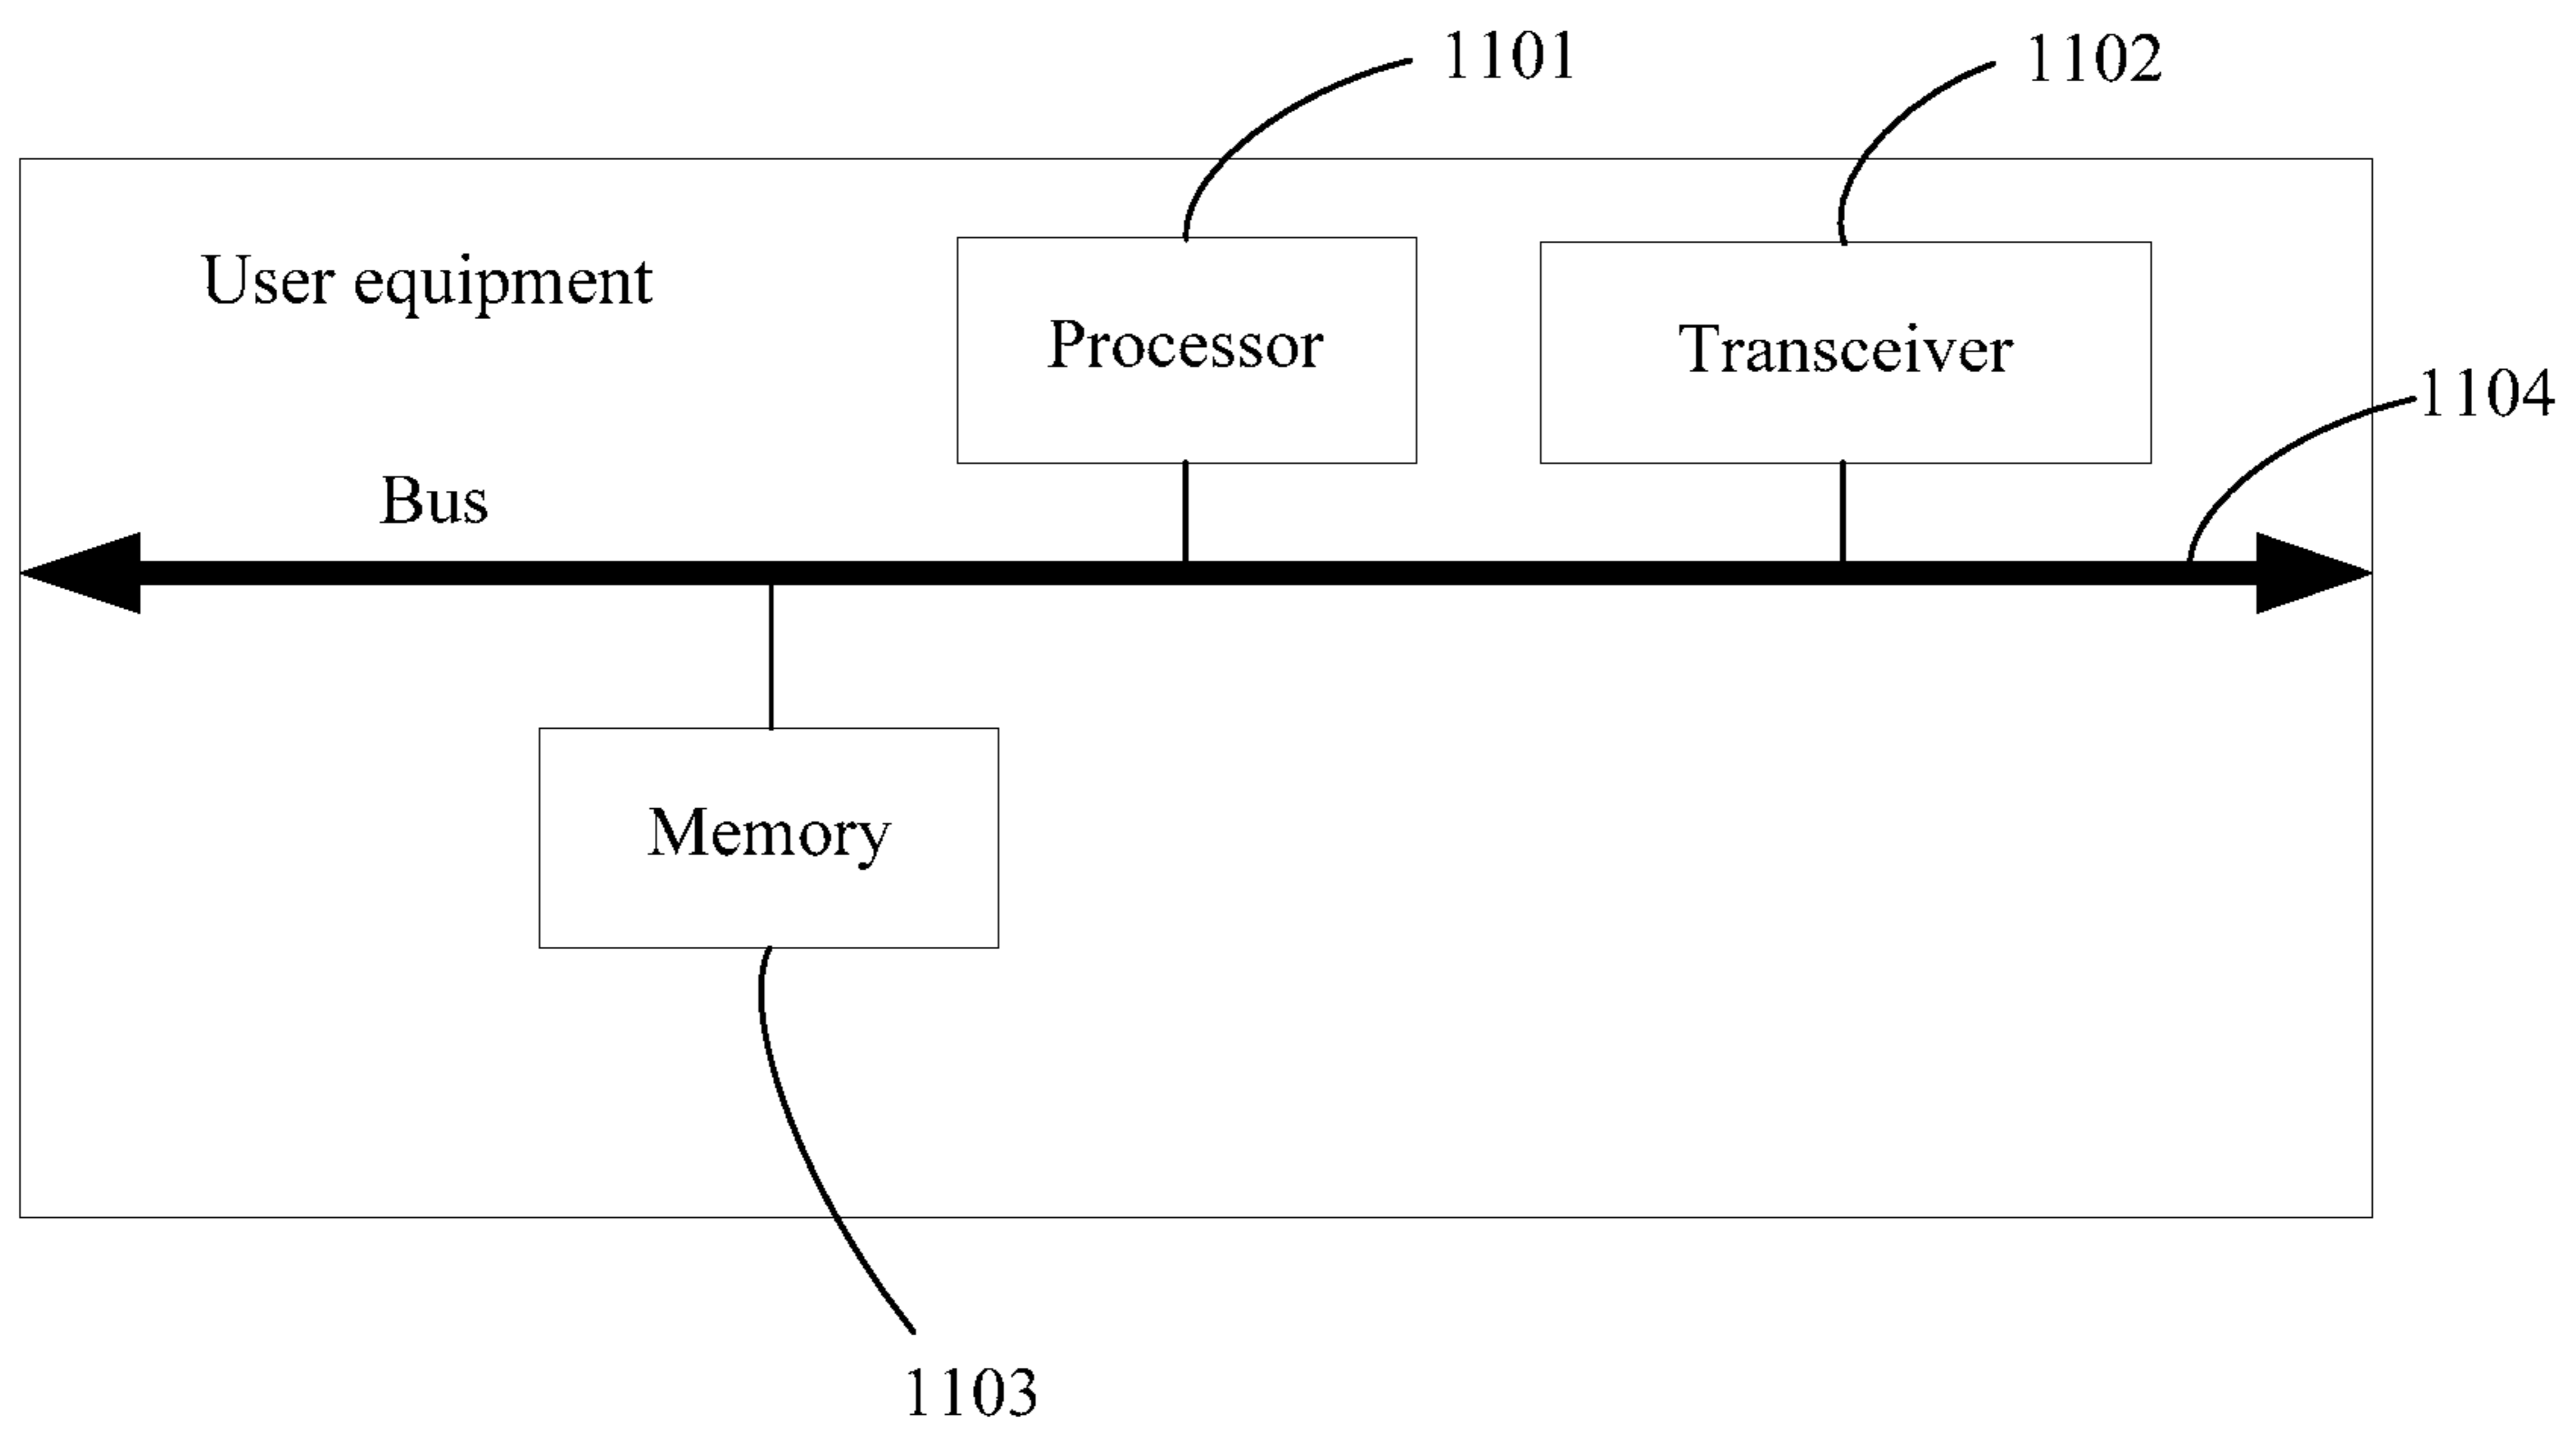 1101
1102
User equipment
Processor
Transceiver
1104
Bus
Memory
1103